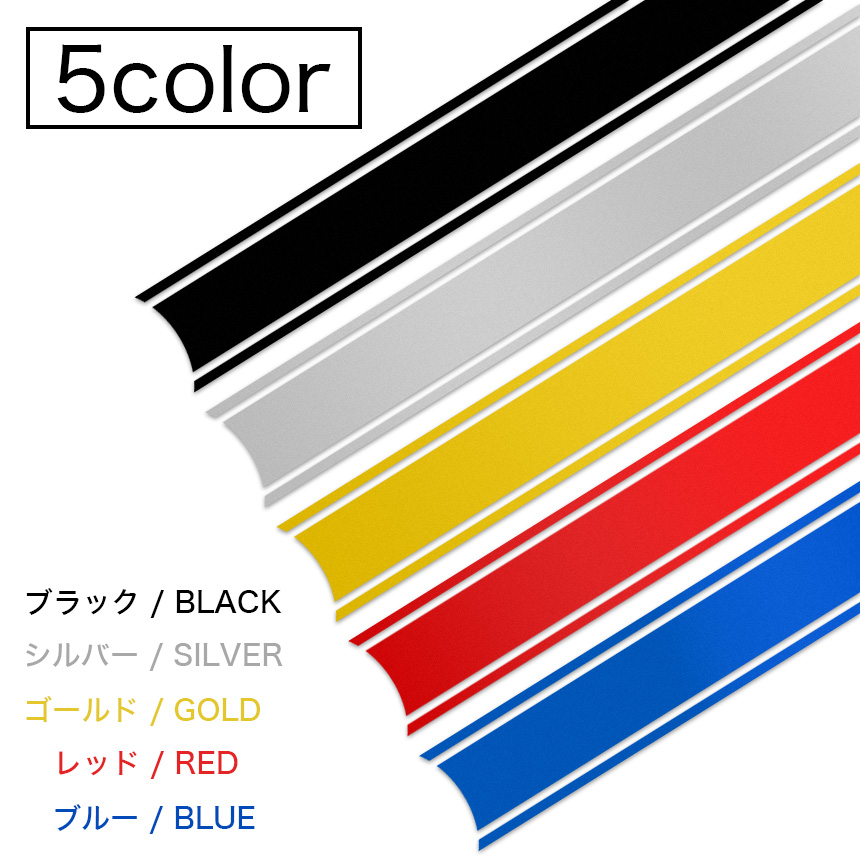 5color
ブラック / BLACK
シルバー / SILVER
ゴールド / GOLD
レッド / RED
ブルー / BLUE